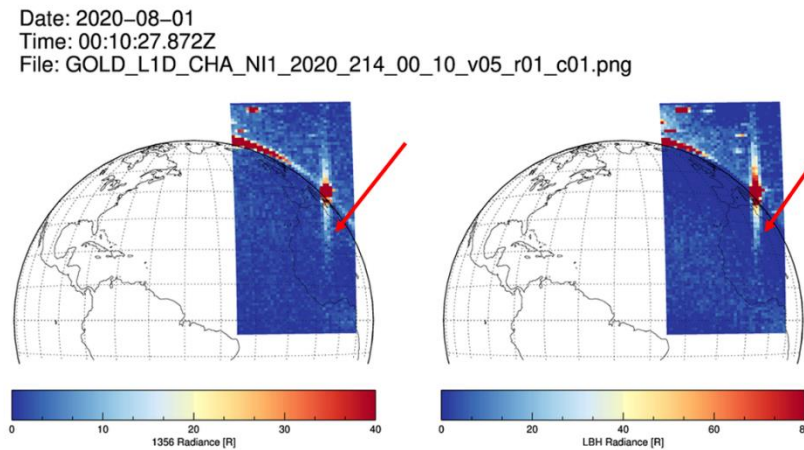 Date: 2020–08–01
Time: 00:10:27.872Z
File: GOLD_L1D_CHA_NI1_2020_214_00_10_v05_r01_c01.png
0 10 20 30 40
1356 Radiance [R]
0 20 40 60 80
LBH Radiance [R]